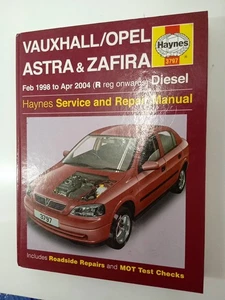 VAUXHALL/OPEL
ASTRA & ZAFIRA
Haynes
3797
Feb 1998 to Apr 2004 (R reg onwards) Diesel
Haynes Service and Repair Manual
3797
Includes Roadside Repairs and MOT Test Checks